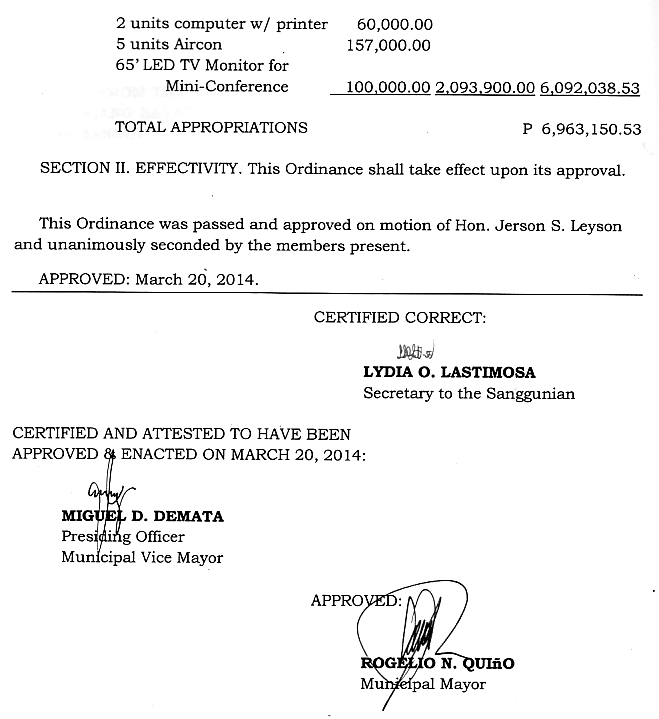 2 units computer w/ printer 60,000.00
5 units Aircon 157,000.00
65' LED TV Monitor for
Mini-Conference 100,000.00 2,093,900.00 6,092,038.53
TOTAL APPROPRIATIONS P 6,963,150.53
SECTION II. EFFECTIVITY. This Ordinance shall take effect upon its approval.
This Ordinance was passed and approved on motion of Hon. Jerson S. Leyson
and unanimously seconded by the members present.
APPROVED: March 20, 2014.
CERTIFIED CORRECT:
LYDIA O. LASTIMOSA
Secretary to the Sanggunian
CERTIFIED AND ATTESTED TO HAVE BEEN
APPROVED & ENACTED ON MARCH 20, 2014:
MIGUEL D. DEMATA
Presiding Officer
Municipal Vice Mayor
APPROVED:
ROGELIO N. QUIñO
Municipal Mayor